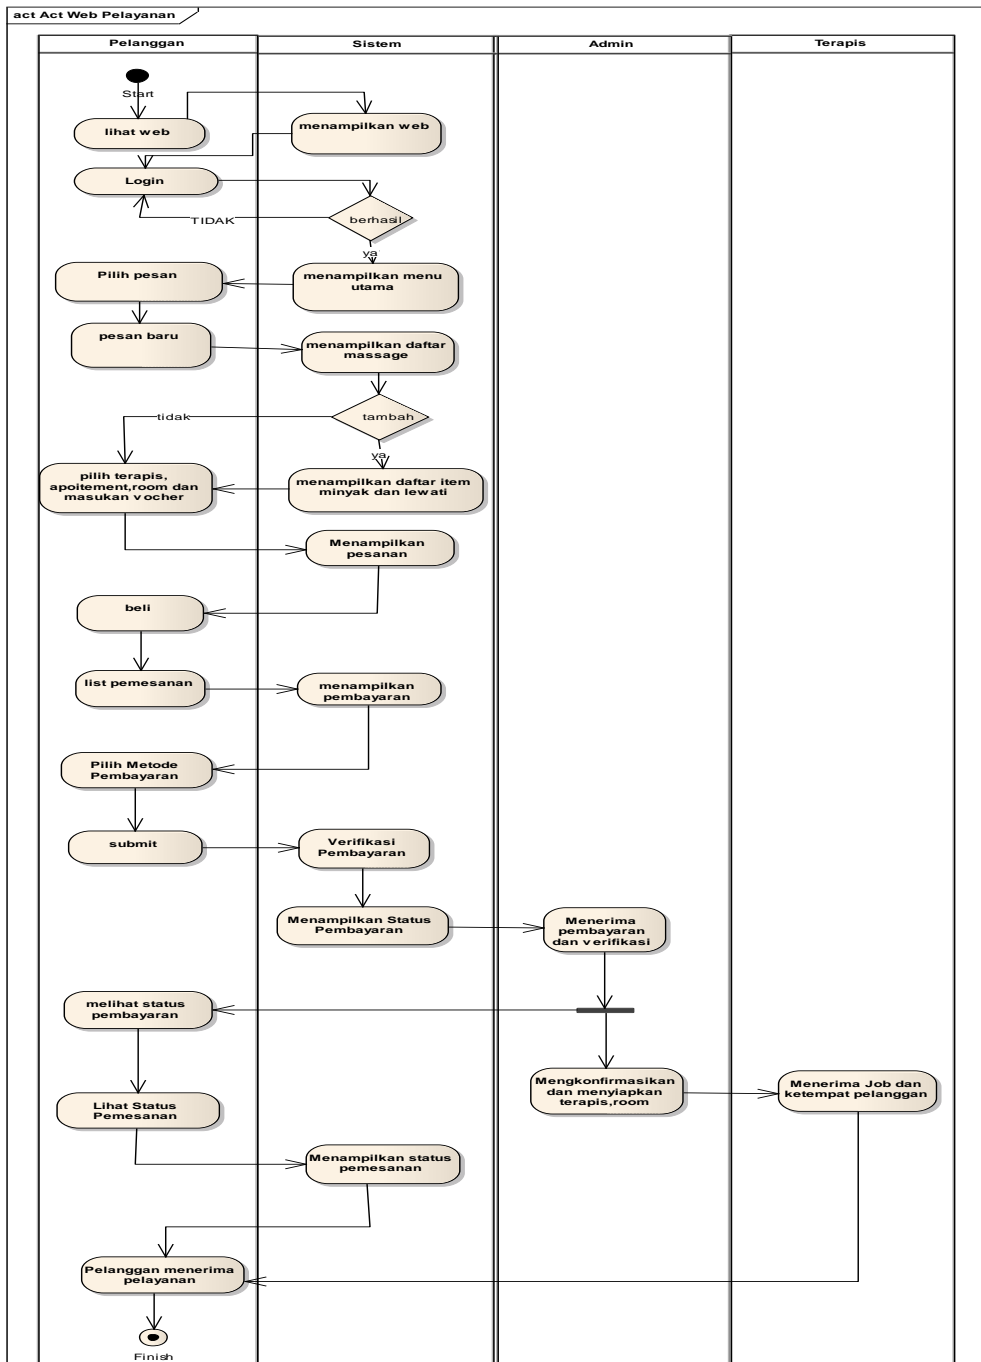 act Act Web Pelayanan
Pelanggan
Sistem
Admin
Terapis
Start
lihat web
menampilkan web
Login
berhasil
TIDAK
ya
menampilkan menu
utama
Pilih pesan
pesan baru
menampilkan daftar
massage
tambah
tidak
ya
pilih terapis,
apoitement,room dan
masukan vocher
menampilkan daftar item
minyak dan lewati
Menampilkan
pesanan
beli
list pemesanan
menampilkan
pembayaran
Pilih Metode
Pembayaran
submit
Verifikasi
Pembayaran
Menampilkan Status
Pembayaran
Menerima
pembayaran
dan verifikasi
melihat status
pembayaran
Mengkonfirmasikan
dan menyiapkan
terapis,room
Menerima Job dan
ketempat pelanggan
Lihat Status
Pemesanan
Menampilkan status
pemesanan
Pelanggan menerima
pelayanan
Finish